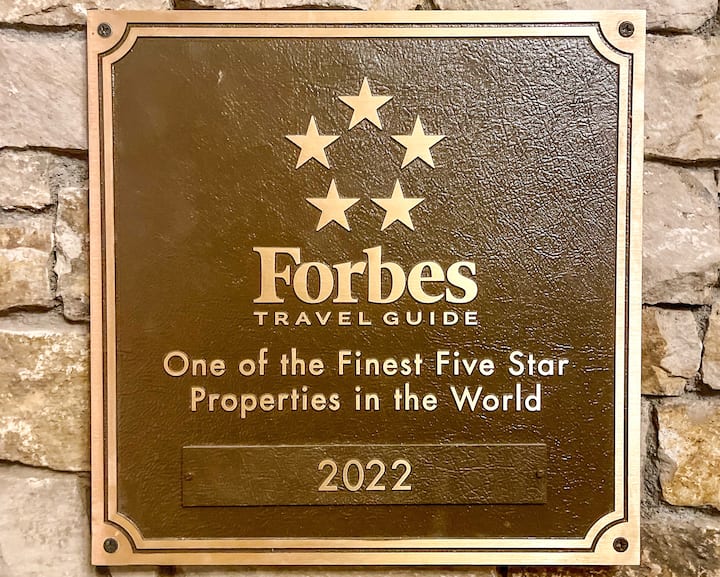 Forbes
TRAVEL GUIDE
One of the Finest Five Star
Properties in the World
2022